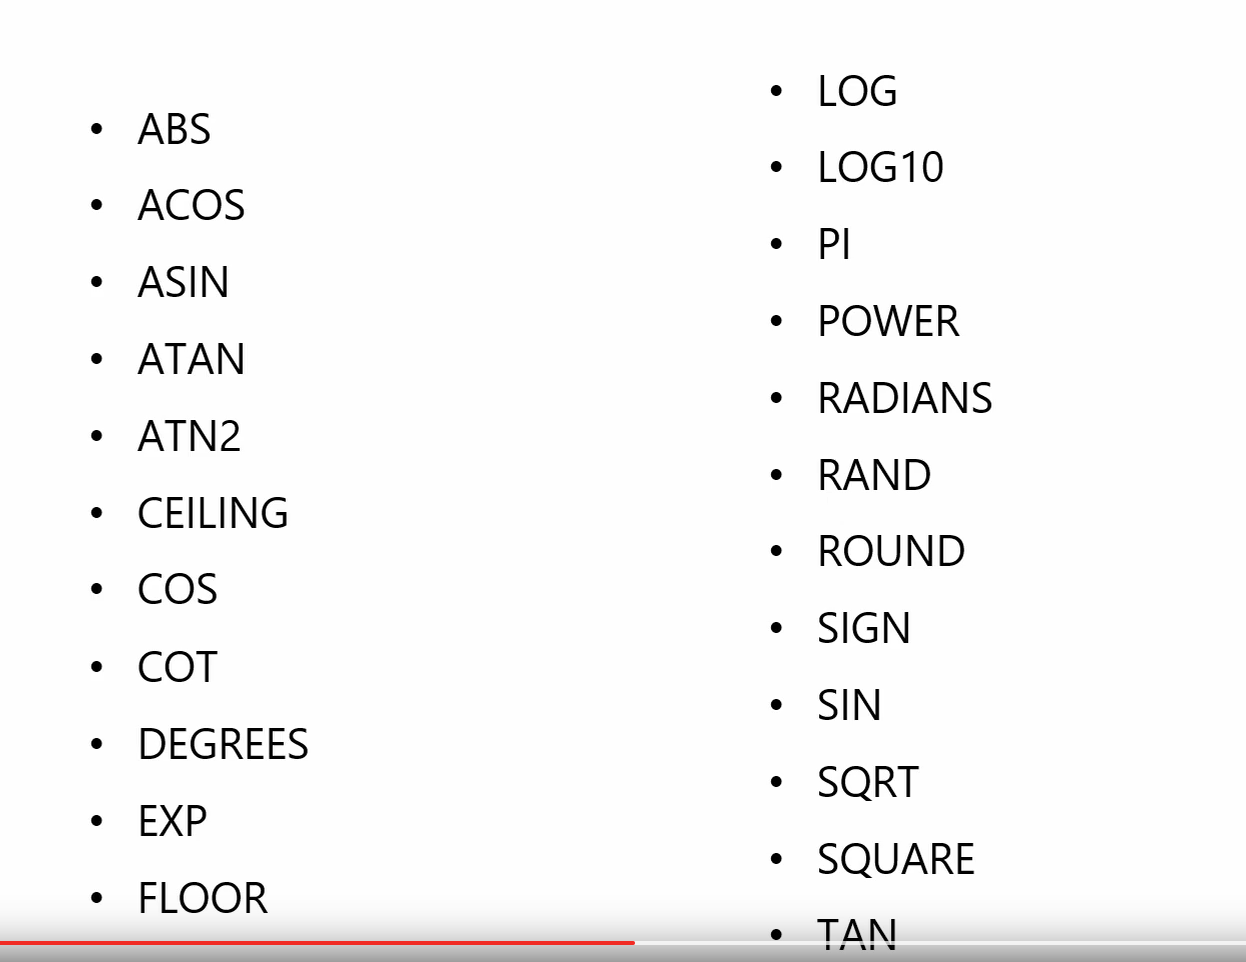 • ABS
• ACOS
• ASIN
• ATAN
• ATN2
• CEILING
• COS
• COT
• DEGREES
• EXP
• FLOOR
• LOG
• LOG10
• PI
• POWER
• RADIANS
• RAND
• ROUND
• SIGN
• SIN
• SQRT
• SQUARE
• TAN